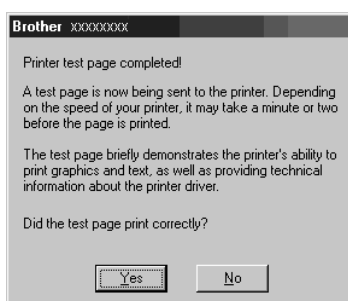 Brother XXXXXXXX
Printer test page completed!
A test page is now being sent to the printer. Depending
on the speed of your printer, it may take a minute or two
before the page is printed.
The test page briefly demonstrates the printer's ability to
print graphics and text, as well as providing technical
information about the printer driver.
Did the test page print correctly?
Yes No